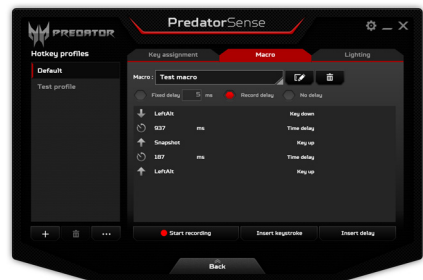 PREDATOR
PredatorSense
Hotkey profiles
Default
Test profile
Key assignment Macro Lighting
Macro : Test macro
Fixed delay 5 ms Record delay No delay
LeftAlt Key down
937 ms Time delay
Snapshot Key up
187 ms Time delay
LeftAlt Key up
Start recording Insert keystroke Insert delay
Back